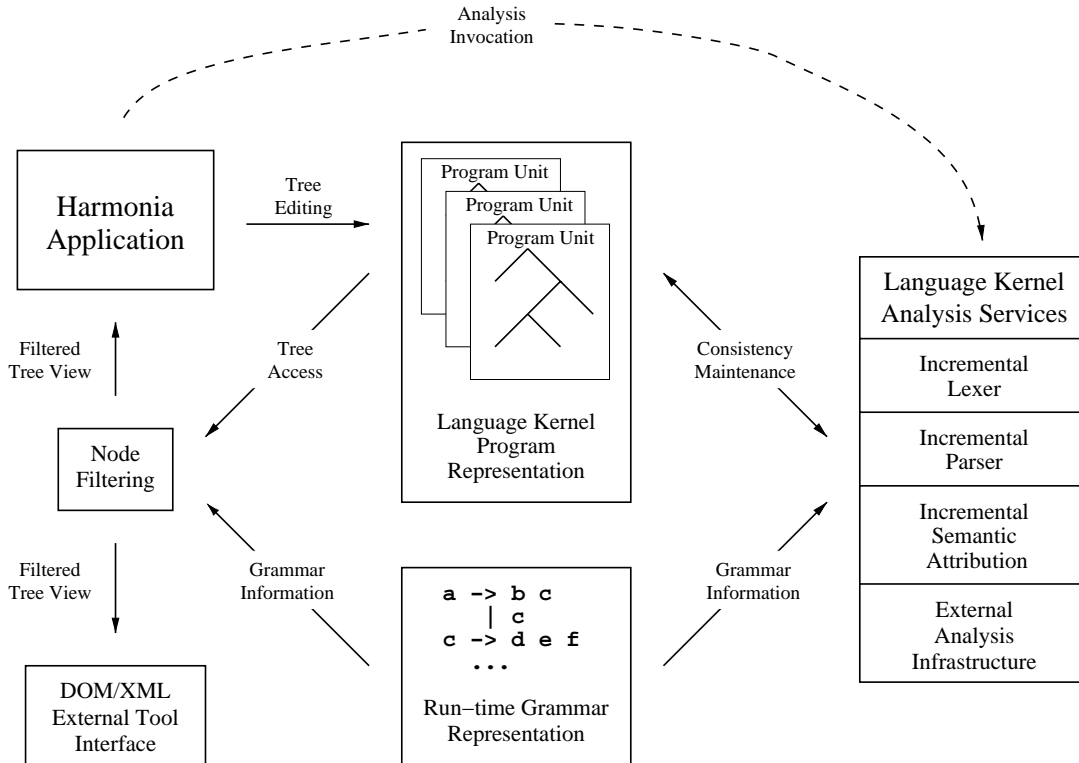 Analysis
Invocation
Harmonia
Application
Tree
Editing
Program Unit
Program Unit
Program Unit
Language Kernel
Program
Representation
Filtered
Tree View
Tree
Access
Consistency
Maintenance
Language Kernel
Analysis Services
Incremental
Lexer
Incremental
Parser
Incremental
Semantic
Attribution
External
Analysis
Infrastructure
Node
Filtering
Filtered
Tree View
Grammar
Information
Grammar
Information
a -> b c
| c
c -> d e f
...
Run−time Grammar
Representation
DOM/XML
External Tool
Interface